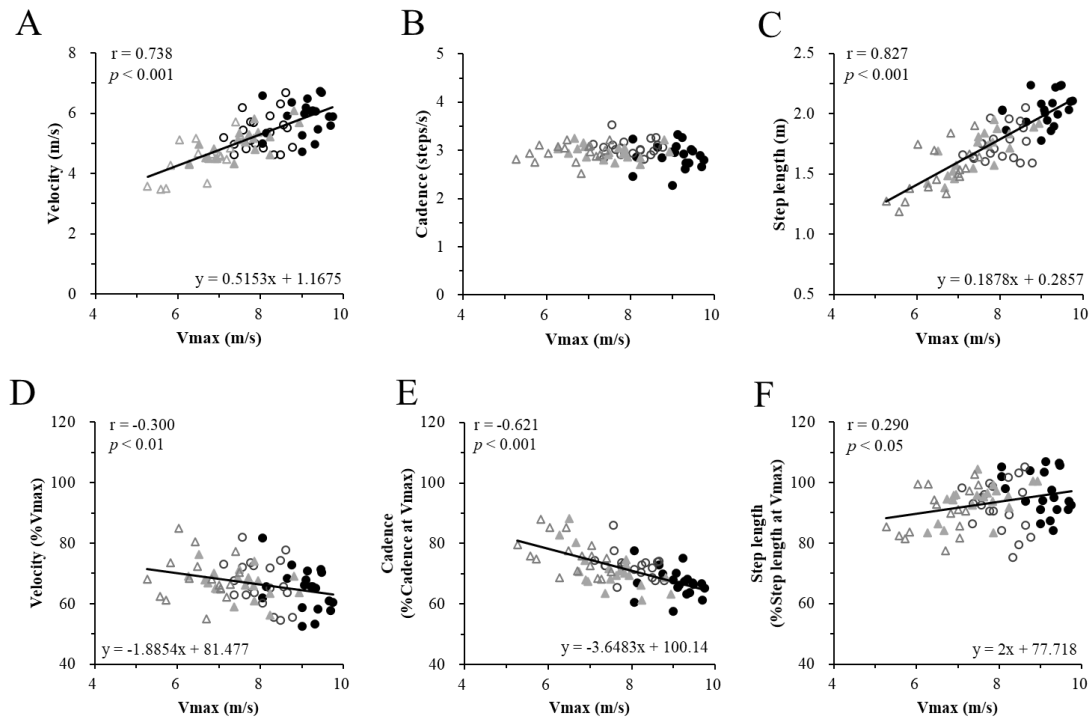 A
r = 0.738
p < 0.001
8
6
4
2
0
Velocity (m/s)
y = 0.5153x + 1.1675
4 6 8 10
Vmax (m/s)
B
5
4
3
2
1
0
Cadence (steps/s)
4 6 8 10
Vmax (m/s)
C
r = 0.827
p < 0.001
2.5
2.0
1.5
1.0
0.5
Step length (m)
y = 0.1878x + 0.2857
4 6 8 10
Vmax (m/s)
D
r = -0.300
p < 0.01
120
100
80
60
40
Velocity (%Vmax)
y = -1.8854x + 81.477
4 6 8 10
Vmax (m/s)
E
r = -0.621
p < 0.001
120
100
80
60
40
Cadence
(%Cadence at Vmax)
y = -3.6483x + 100.14
4 6 8 10
Vmax (m/s)
F
r = 0.290
p < 0.05
120
100
80
60
40
Step length
(%Step length at Vmax)
y = 2x + 77.718
4 6 8 10
Vmax (m/s)